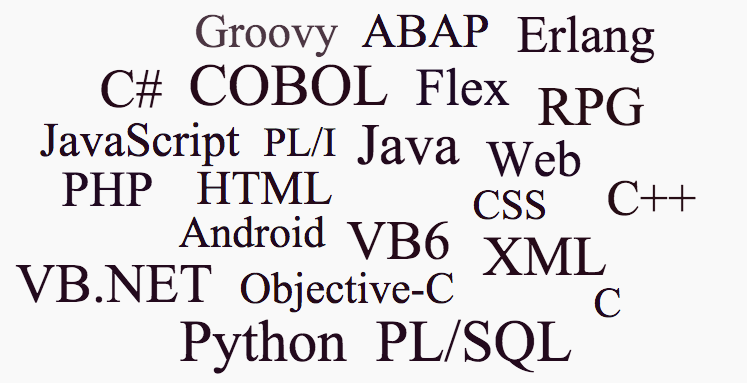 Groovy ABAP Erlang
C# COBOL Flex RPG
JavaScript PL/I Java Web
PHP HTML CSS C++
Android VB6 XML
VB.NET Objective-C C
Python PL/SQL